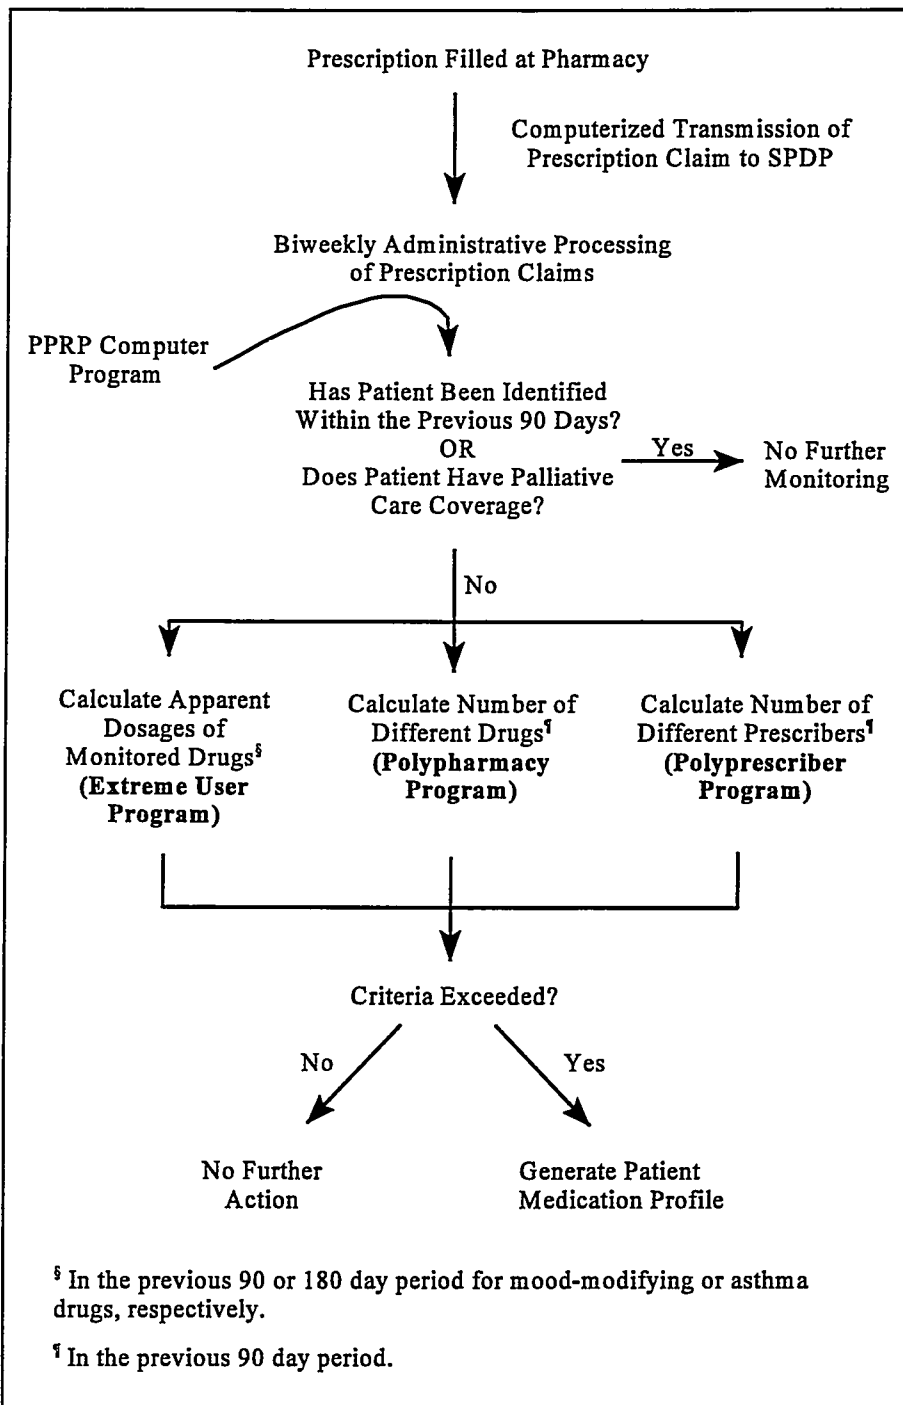 Prescription Filled at Pharmacy
Computerized Transmission of
Prescription Claim to SPDP
Biweekly Administrative Processing
of Prescription Claims
PPRP Computer
Program
Has Patient Been Identified
Within the Previous 90 Days?
OR
Does Patient Have Palliative
Care Coverage?
Yes
No Further
Monitoring
No
Calculate Apparent
Dosages of
Monitored Drugs§
(Extreme User
Program)
Calculate Number of
Different Drugs¶
(Polypharmacy
Program)
Calculate Number of
Different Prescribers¶
(Polyprescriber
Program)
Criteria Exceeded?
No
Yes
No Further
Action
Generate Patient
Medication Profile
§ In the previous 90 or 180 day period for mood-modifying or asthma
drugs, respectively.
¶ In the previous 90 day period.